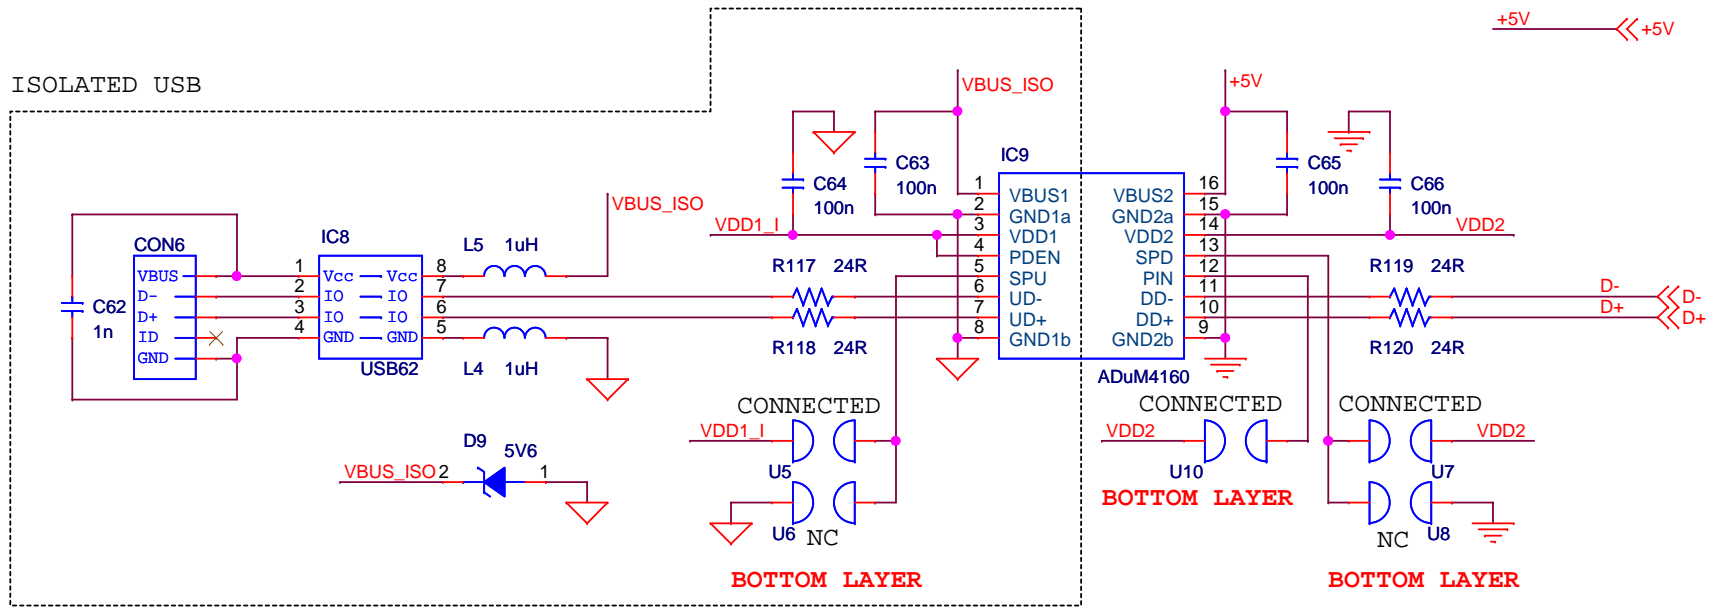 +5V
+5V
ISOLATED USB
VBUS_ISO
+5V
C64
100n
C63
100n
IC9
C65
100n
C66
100n
1
2
3
4
5
6
7
8
VBUS1
GND1a
VDD1
PDEN
SPU
UD-
UD+
GND1b
VBUS2
GND2a
VDD2
SPD
PIN
DD-
DD+
GND2b
16
15
14
13
12
11
10
9
ADuM4160
VDD1_I
VDD2
VBUS_ISO
CON6
VBUS
D-
D+
ID
GND
C62
1n
IC8
1
2
3
4
Vcc
IO
IO
GND
Vcc
IO
IO
GND
8
7
6
5
USB62
L5 1uH
L4 1uH
R117 24R
R118 24R
R119 24R
R120 24R
D-
D+
D-
D+
CONNECTED
VDD1_I
U5
U6
NC
BOTTOM LAYER
D9
5V6
VBUS_ISO 2
1
CONNECTED
VDD2
U10
BOTTOM LAYER
CONNECTED
VDD2
U7
U8
NC
BOTTOM LAYER